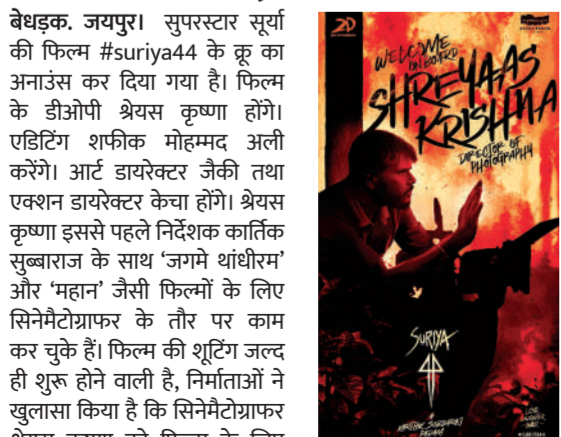 बेधड़क. जयपुर। सुपरस्टार सूर्या
की फिल्म #suriya44 के क्रू का
अनाउंस कर दिया गया है। फिल्म
के डीओपी श्रेयस कृष्णा होंगे।
एडिटिंग शफीक मोहम्मद अली
करेंगे। आर्ट डायरेक्टर जैकी तथा
एक्शन डायरेक्टर केचा होंगे। श्रेयस
कृष्णा इससे पहले निर्देशक कार्तिक
सुब्बाराज के साथ ‘जगमे थांधीरम’
और ‘महान’ जैसी फिल्मों के लिए
सिनेमैटोग्राफर के तौर पर काम
कर चुके हैं। फिल्म की शूटिंग जल्द
ही शुरू होने वाली है, निर्माताओं ने
खुलासा किया है कि सिनेमैटोग्राफर
2D
WELCOME
ON BOARD
SHREYAAS
KRISHNA
DIRECTOR OF
PHOTOGRAPHY
SURIYA
44